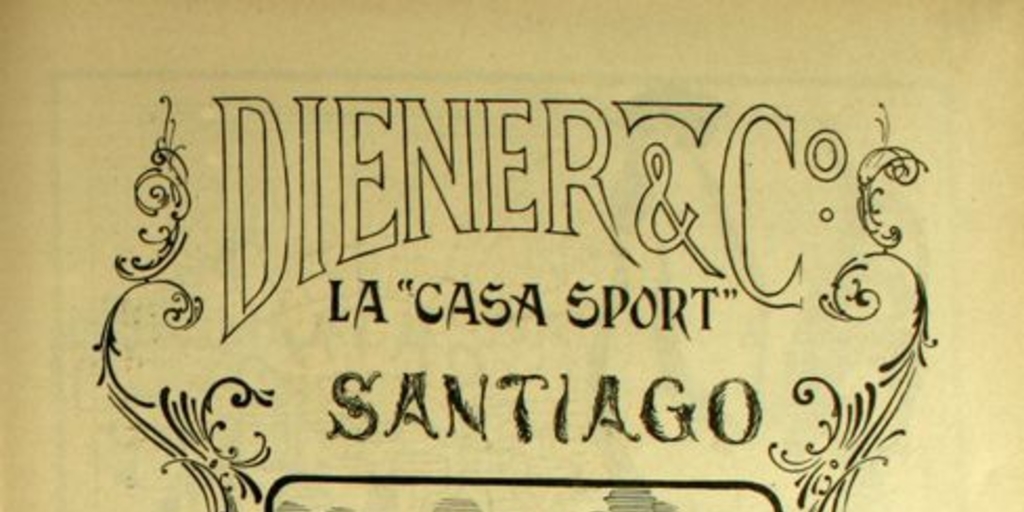 DIENER & Cº.
LA "CASA SPORT"
SANTIAGO